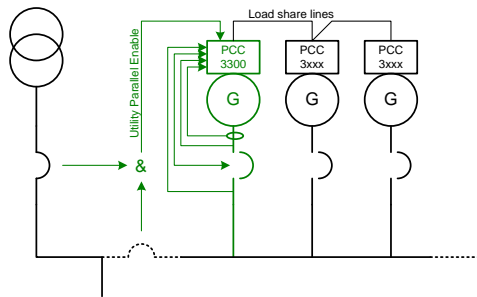 Load share lines
Utility Parallel Enable
PCC
3300
PCC
3xxx
PCC
3xxx
G
G
G
&